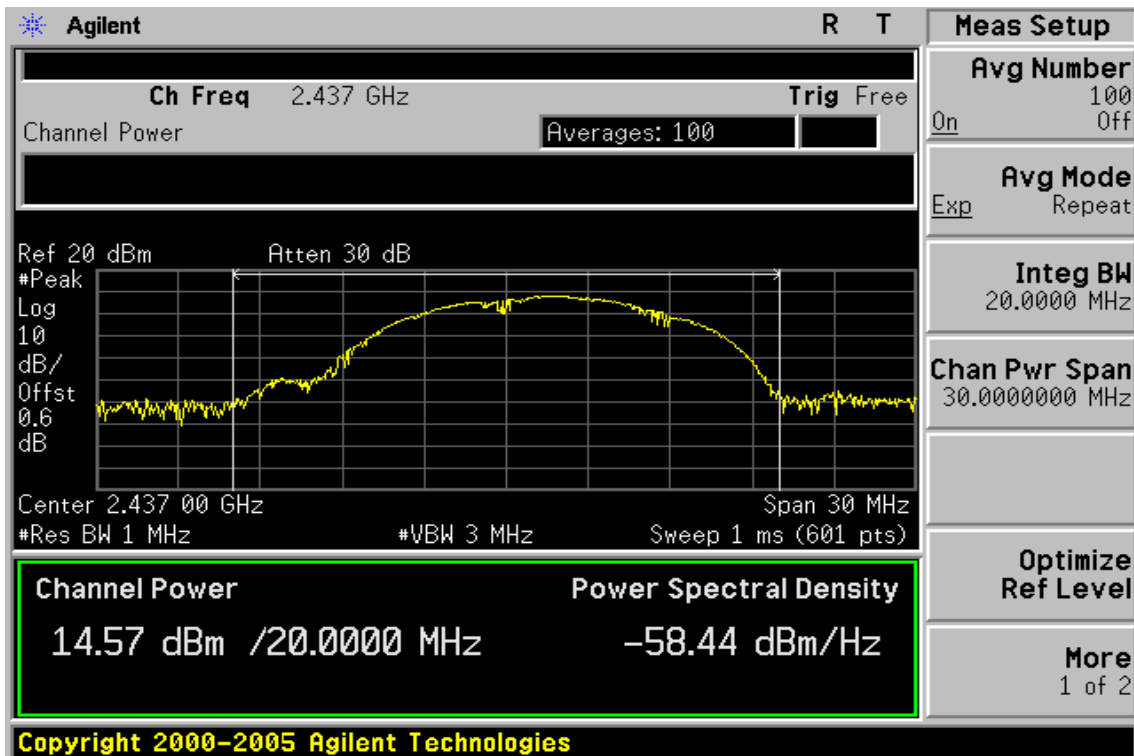 Agilent R T
Ch Freq 2.437 GHz Trig Free
Channel Power Averages: 100
Ref 20 dBm Atten 30 dB
#Peak
Log
10
dB/
Offst
0.6
dB
Center 2.437 00 GHz Span 30 MHz
#Res BW 1 MHz #VBW 3 MHz Sweep 1 ms (601 pts)
Channel Power Power Spectral Density
14.57 dBm /20.0000 MHz -58.44 dBm/Hz
Meas Setup
Avg Number
100
On Off
Avg Mode
Exp Repeat
Integ BW
20.0000 MHz
Chan Pwr Span
30.0000000 MHz
Optimize
Ref Level
More
1 of 2
Copyright 2000-2005 Agilent Technologies